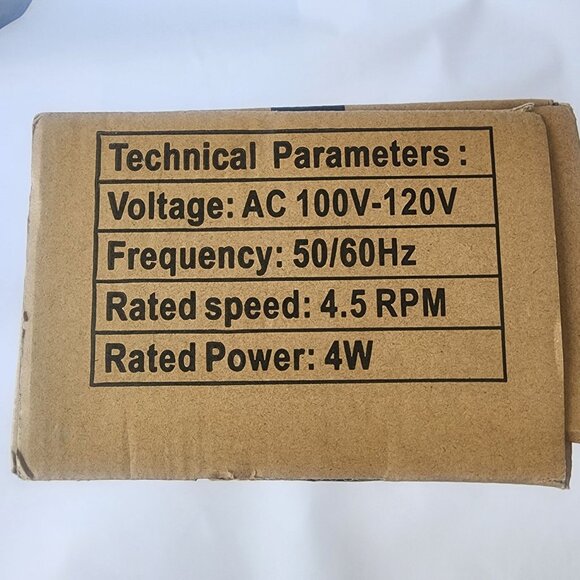 Technical Parameters :
Voltage: AC 100V-120V
Frequency: 50/60Hz
Rated speed: 4.5 RPM
Rated Power: 4W